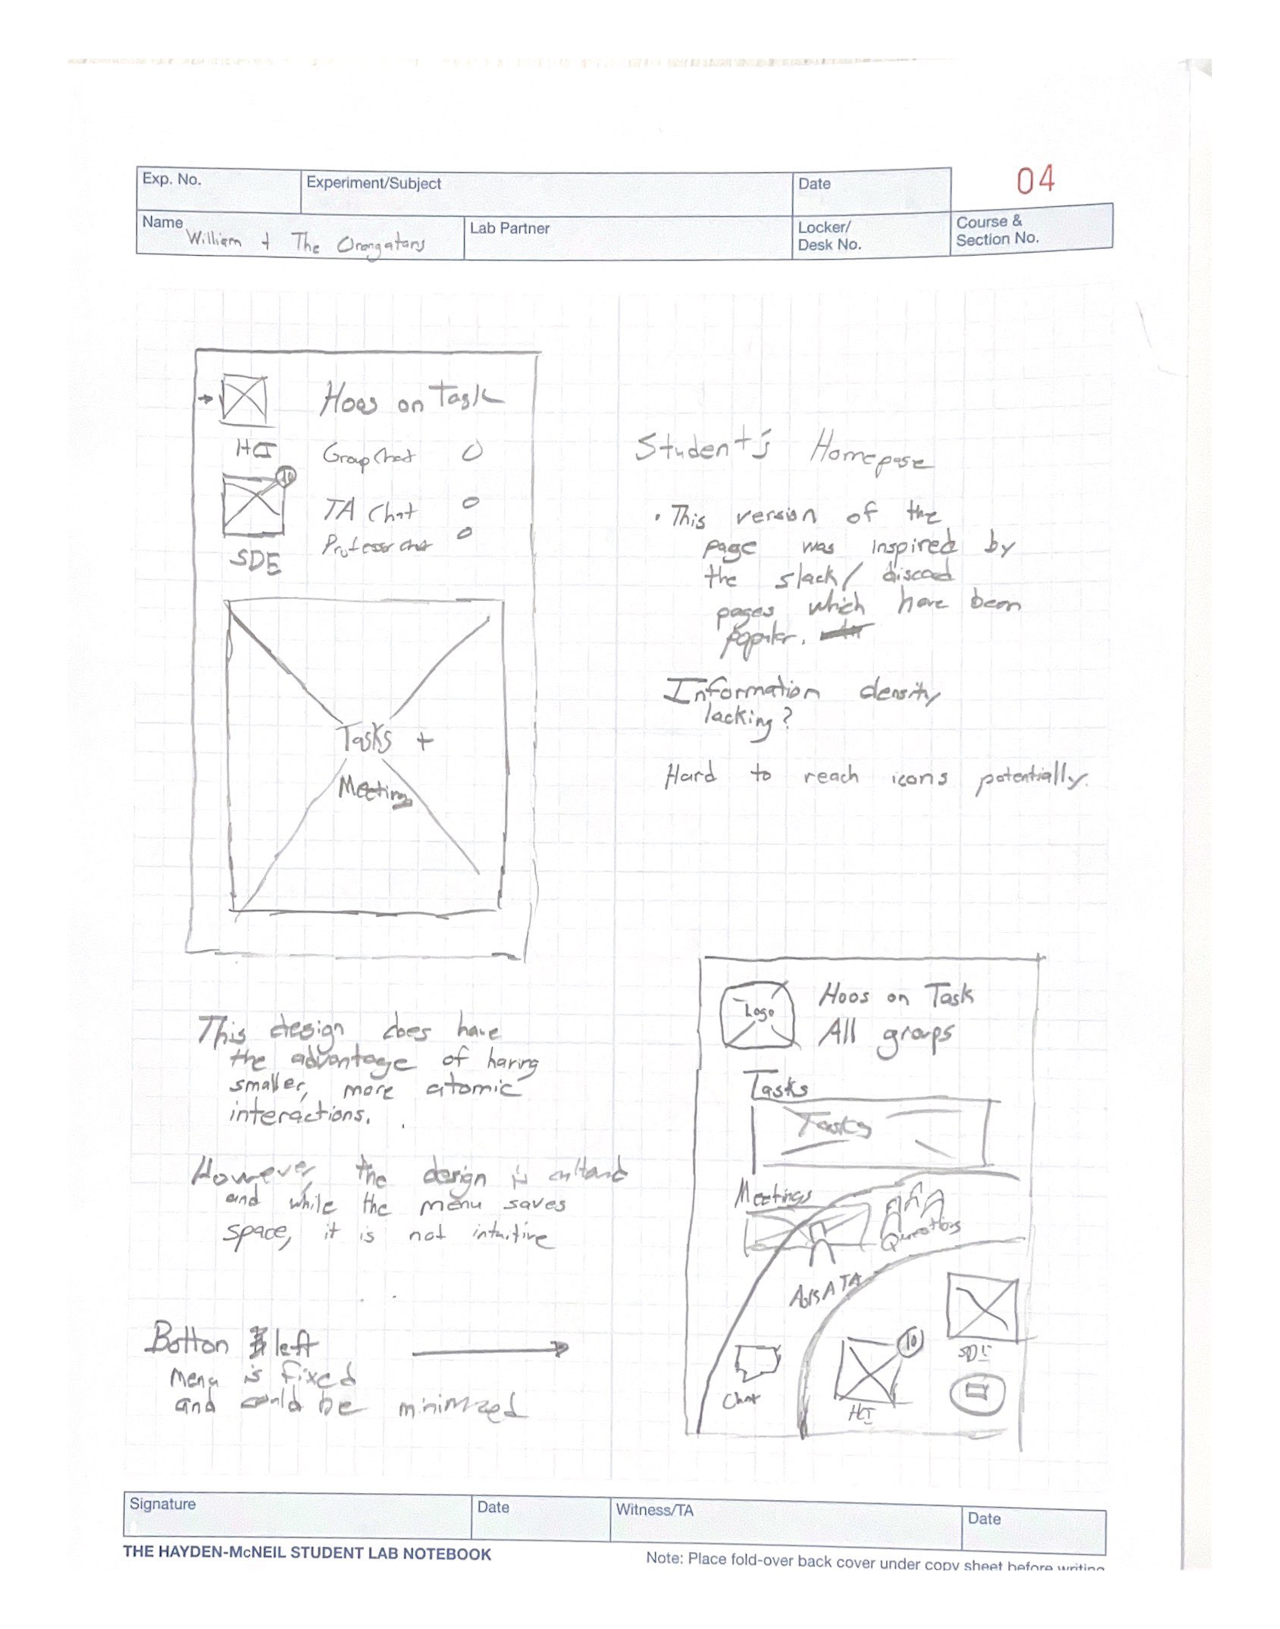 Exp. No.
Experiment/Subject
Date
04
Name
William + The Orangatans
Lab Partner
Locker/
Desk No.
Course &
Section No.
Hoos on Task
HCI
Group Chat
10
TA Chat
Professor chat
SDE
Tasks +
Meeting
Student's Homepage
• This version of the
page was inspired by
the slack/ discord
pages which have been
popular.
Information density
lacking?
Hard to reach icons potentially.
This design does have
the advantage of having
smaller, more atomic
interactions.
However, the design is
and while the menu saves
space, it is not intuitive
Botton left
menu is fixed
and could be minimized
Logo
Hoos on Task
All groups
Tasks
Tasks
Meetings
Questions
Ask A TA
Chat
10
HCI
SDE
Signature
Date
Witness/TA
Date
THE HAYDEN-McNEIL STUDENT LAB NOTEBOOK
Note: Place fold-over back cover under copy sheet before writing